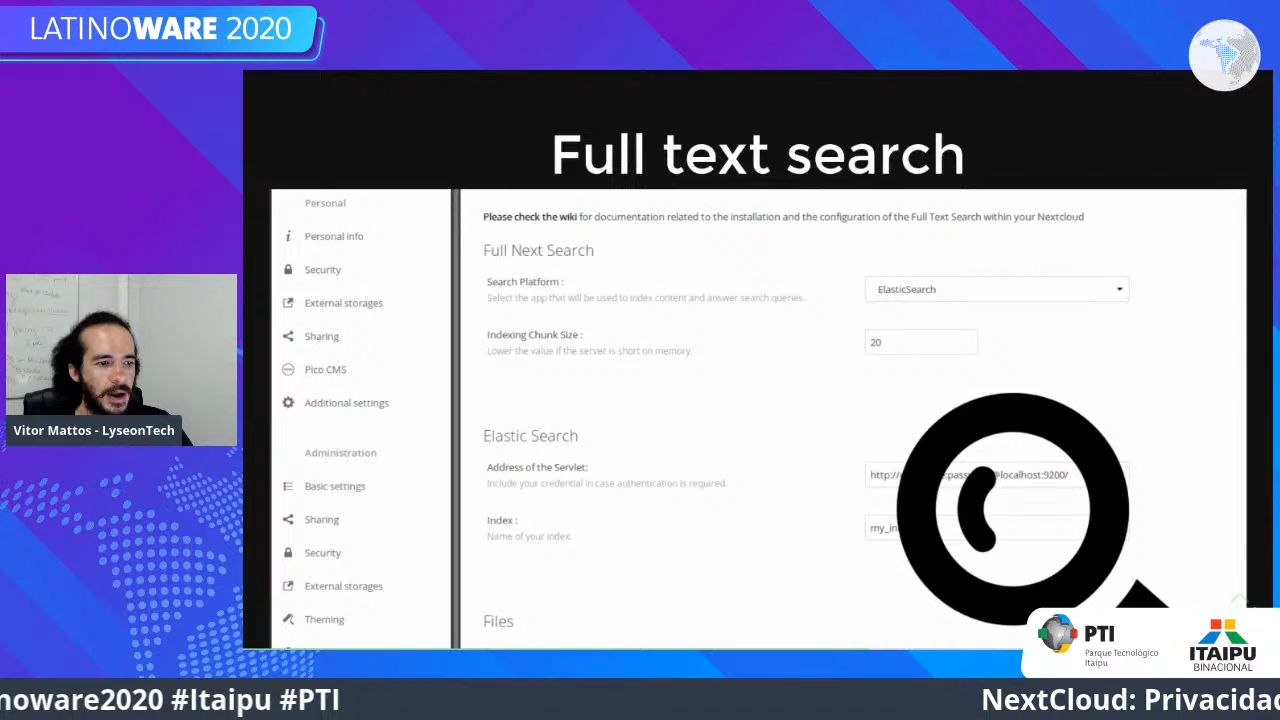 LATINOWARE 2020
Full text search
Personal
Personal info
Security
External storages
Sharing
Pico CMS
Additional settings
Administration
Basic settings
Sharing
Security
External storages
Theming
Please check the wiki for documentation related to the installation and the configuration of the Full Text Search within your Nextcloud
Full Next Search
Search Platform :
Select the app that will be used to index content and answer search queries.
ElasticSearch
Indexing Chunk Size :
Lower the value if the server is short on memory.
20
Elastic Search
Address of the Servlet:
Include your credential in case authentication is required.
http:/ :pass @localhost:9200/
Index :
Name of your index.
my_in
Files
Vitor Mattos - LyseonTech
PTI
Parque Tecnológico
Itaipu
ITAIPU
BINACIONAL
noware2020 #Itaipu #PTI
NextCloud: Privacidad